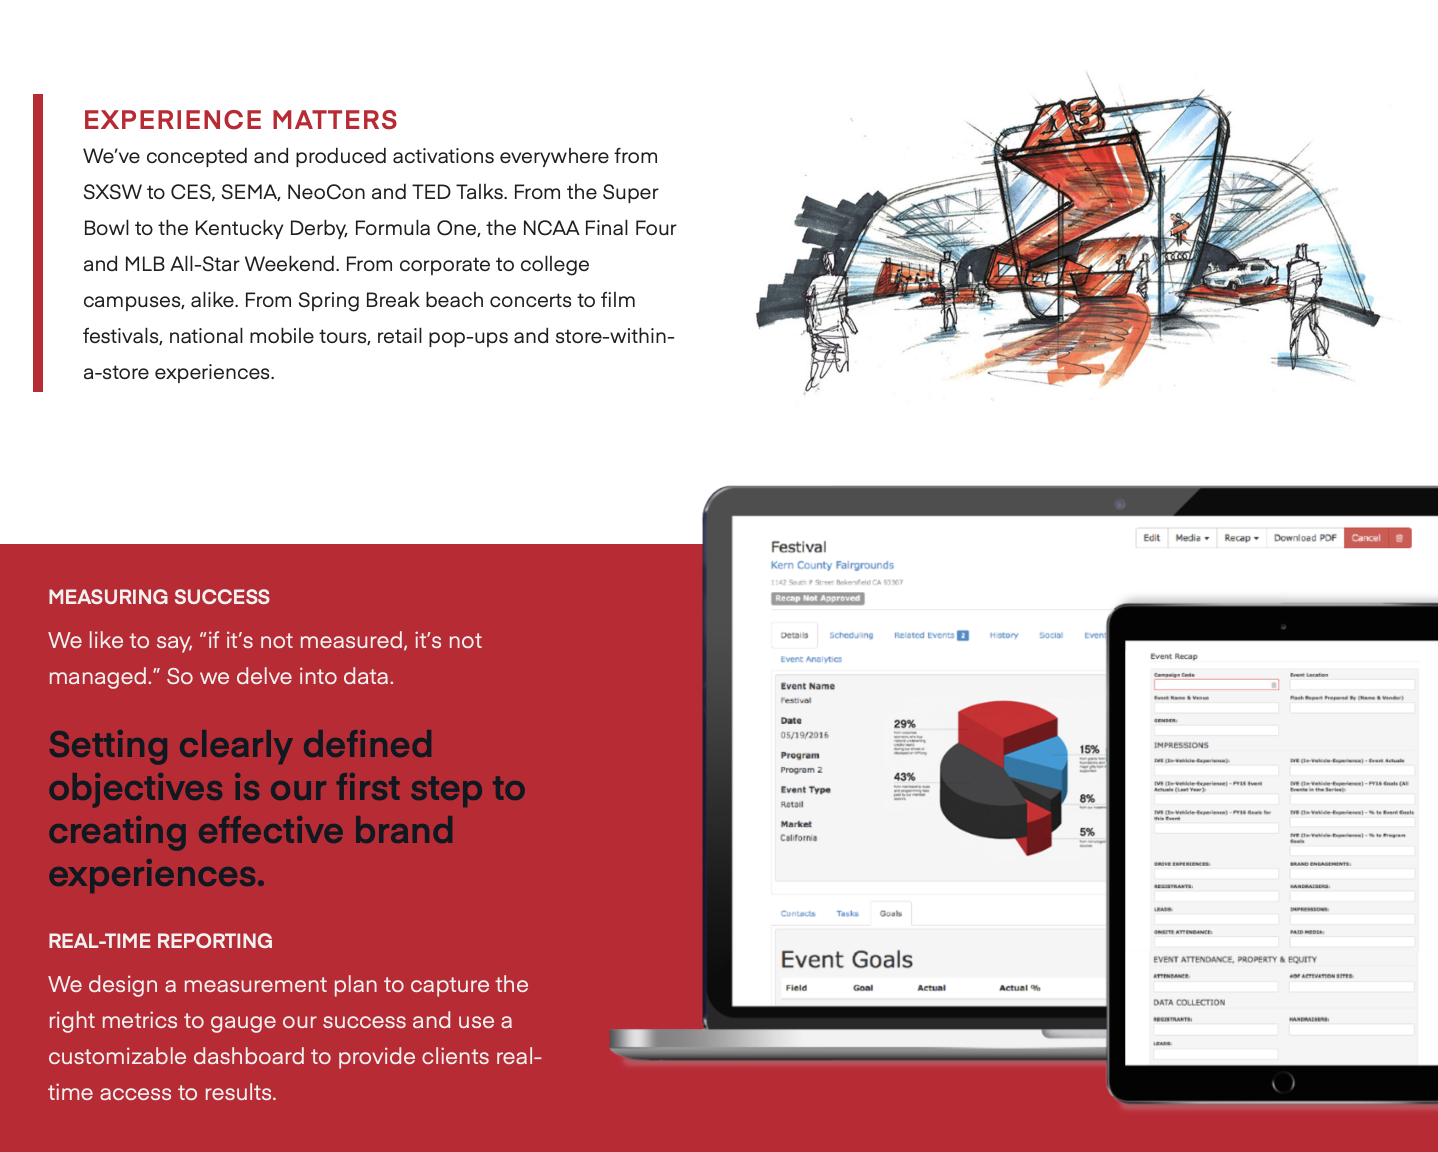 EXPERIENCE MATTERS
We've concepted and produced activations everywhere from
SXSW to CES, SEMA, NeoCon and TED Talks. From the Super
Bowl to the Kentucky Derby, Formula One, the NCAA Final Four
and MLB All-Star Weekend. From corporate to college
campuses, alike. From Spring Break beach concerts to film
festivals, national mobile tours, retail pop-ups and store-within-
a-store experiences.
A3
MEASURING SUCCESS
We like to say, “if it’s not measured, it’s not
managed.” So we delve into data.
Setting clearly defined
objectives is our first step to
creating effective brand
experiences.
REAL-TIME REPORTING
We design a measurement plan to capture the
right metrics to gauge our success and use a
customizable dashboard to provide clients real-
time access to results.
Edit Media Recap Download PDF Cancel
Festival
Kern County Fairgrounds
1142 South P Street Bakersfield CA 93307
Recap Not Approved
Details Scheduling Related Events 2 History Social Event
Event Analytics
Event Name
Festival
Date
05/19/2016
Program
Program 2
Event Type
Retail
Market
California
29%
43%
15%
8%
5%
Contacts Tasks Goals
Event Goals
Field Goal Actual Actual %
Event Recap
Campaign Code Event Location
Event Name & Venue Flash Report Prepared By (Name & Vendor)
GENDER:
IMPRESSIONS
IVE (In-Vehicle-Experience): IVE (In-Vehicle-Experience) - Event Actuals
IVE (In-Vehicle-Experience) - FY15 Event
Actuals (Last Year):
IVE (In-Vehicle-Experience) - FY16 Goals (All
Events in the Series):
IVE (In-Vehicle-Experience) - FY16 Goals for
this Event
IVE (In-Vehicle-Experience) - % to Event Goals
IVE (In-Vehicle-Experience) - % to Program
Goals
DRIVE EXPERIENCES: BRAND ENGAGEMENTS:
REGISTRANTS: HANDRAISERS:
LEADS: IMPRESSIONS:
ONSITE ATTENDANCE: PAID MEDIA:
EVENT ATTENDANCE, PROPERTY & EQUITY
ATTENDANCE: #OF ACTIVATION SITES:
DATA COLLECTION
REGISTRANTS: HANDRAISERS:
LEADS: